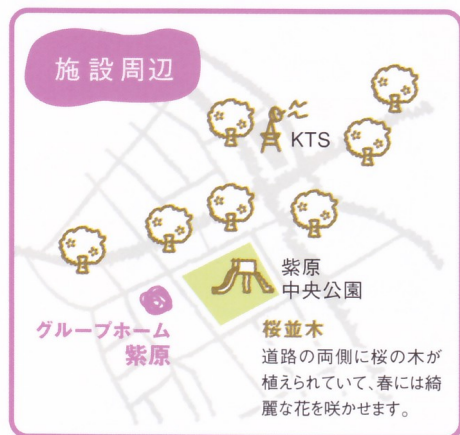 施設周辺
KTS
紫原
中央公園
グループホーム
紫原
桜並木
道路の両側に桜の木が
植えられていて、春には綺
麗な花を咲かせます。